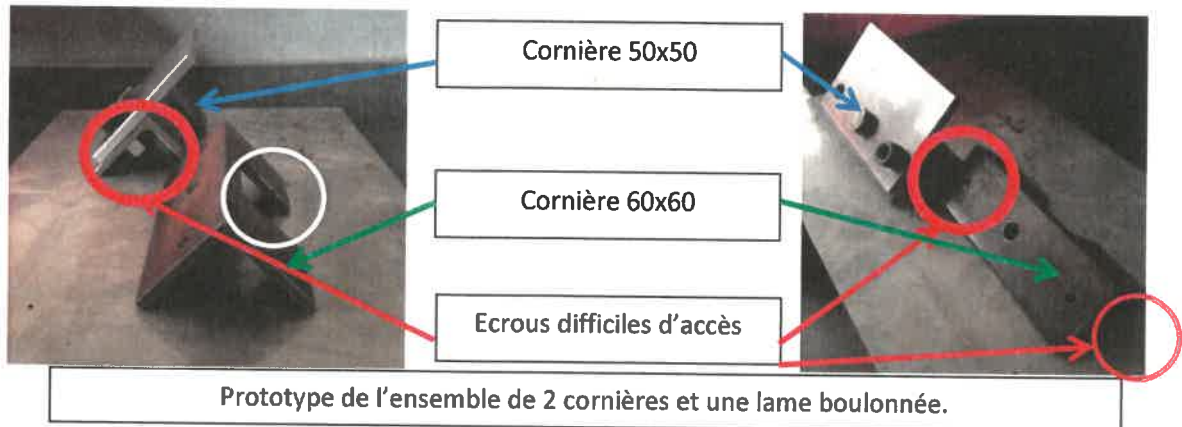 Cornière 50x50
Cornière 60x60
Ecrous difficiles d'accès
Prototype de l'ensemble de 2 cornières et une lame boulonnée.